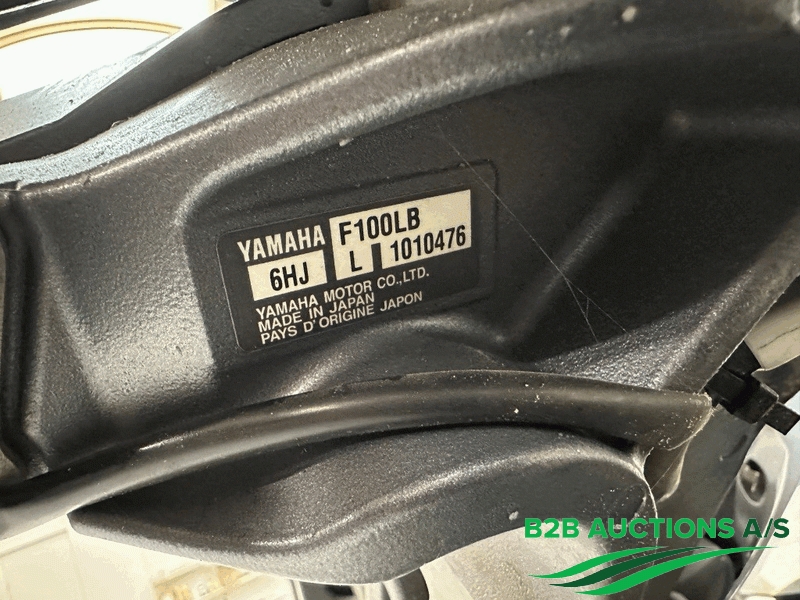 YAMAHA F100LB
6HJ L 1010476
YAMAHA MOTOR CO.,LTD.
MADE IN JAPAN
PAYS D'ORIGINE JAPON
B2B AUCTIONS A/S